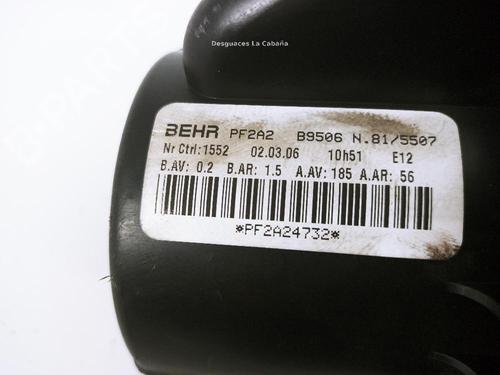 Desguaces La Cabaña
BEHR PF2A2 B9506 N.81/5507
Nr Ctrl:1552 02.03.06 10h51 E12
B.AV: 0.2 B.AR: 1.5 A.AV: 185 A.AR: 56
*PF2A24732*